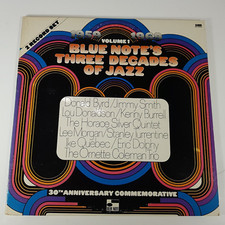 2 RECORD SET
1959 1969
VOLUME 1
BLUE NOTE'S
THREE DECADES
OF JAZZ
Donald Byrd/Jimmy Smith
Lou Donaldson/Kenny Burrell
The Horace Silver Quintet
Lee Morgan/Stanley Turrentine
Ike Quebec/Eric Dolphy
The Ornette Coleman Trio
30TH ANNIVERSARY COMMEMORATIVE